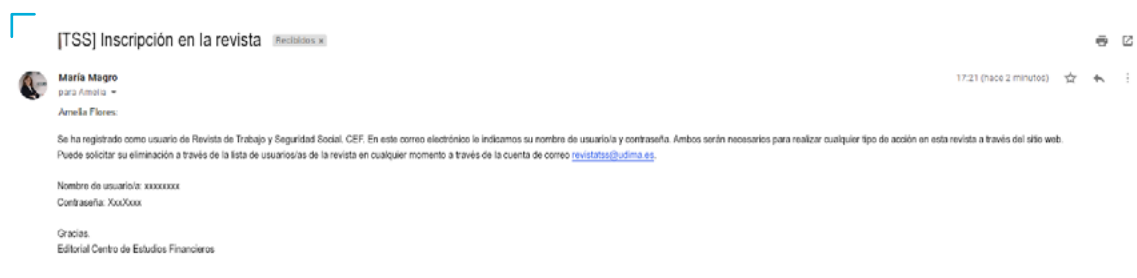 [TSS] Inscripción en la revista Recibidos x
María Magro 17:21 (hace 2 minutos)
para Amelia
Amelia Flores:
Se ha registrado como usuario de Revista de Trabajo y Seguridad Social. CEF. En este correo electrónico le indicamos su nombre de usuario/a y contraseña. Ambos serán necesarios para realizar cualquier tipo de acción en esta revista a través del sitio web.
Puede solicitar su eliminación a través de la lista de usuarios/as de la revista en cualquier momento a través de la cuenta de correo revistatss@udima.es.
Nombre de usuario/a: xxxxxxxx
Contraseña: XxxXxxx
Gracias.
Editorial Centro de Estudios Financieros